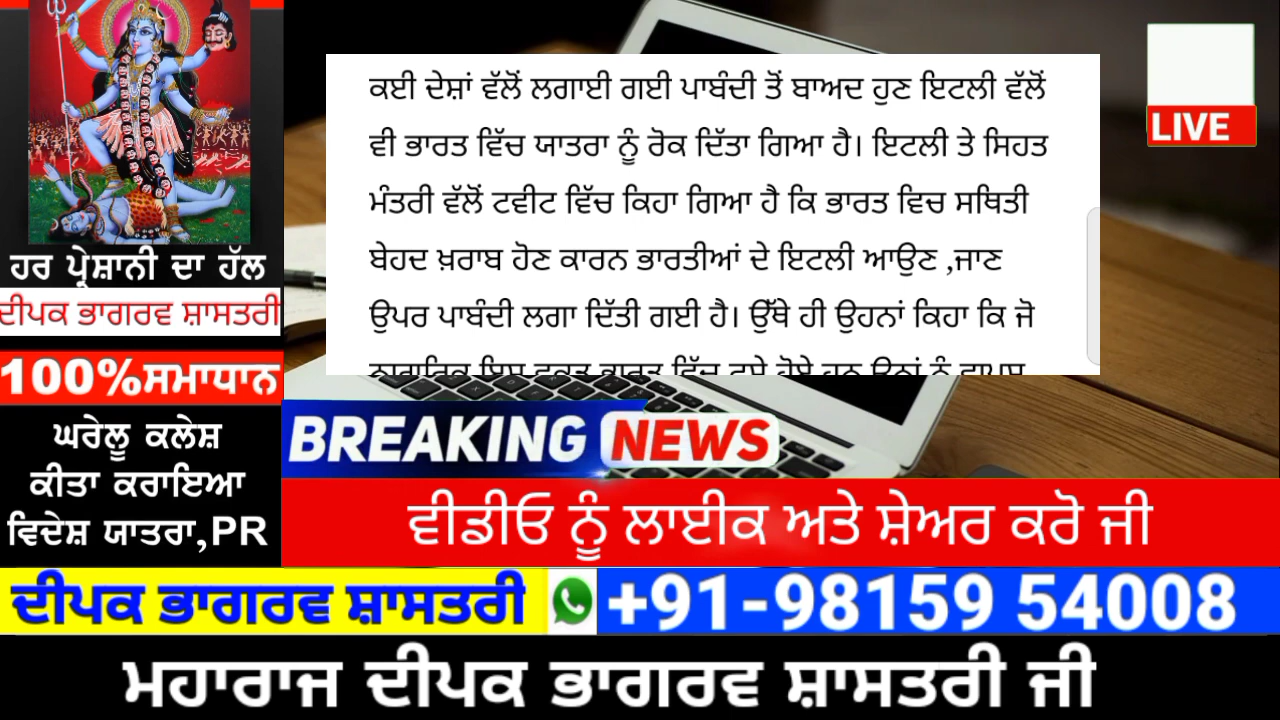 ਕਈ ਦੇਸ਼ਾਂ ਵੱਲੋਂ ਲਗਾਈ ਗਈ ਪਾਬੰਦੀ ਤੋਂ ਬਾਅਦ ਹੁਣ ਇਟਲੀ ਵੱਲੋਂ
ਵੀ ਭਾਰਤ ਵਿੱਚ ਯਾਤਰਾ ਨੂੰ ਰੋਕ ਦਿੱਤਾ ਗਿਆ ਹੈ। ਇਟਲੀ ਤੇ ਸਿਹਤ
ਮੰਤਰੀ ਵੱਲੋਂ ਟਵੀਟ ਵਿੱਚ ਕਿਹਾ ਗਿਆ ਹੈ ਕਿ ਭਾਰਤ ਵਿਚ ਸਥਿਤੀ
ਬੇਹਦ ਖ਼ਰਾਬ ਹੋਣ ਕਾਰਨ ਭਾਰਤੀਆਂ ਦੇ ਇਟਲੀ ਆਉਣ ,ਜਾਣ
ਉਪਰ ਪਾਬੰਦੀ ਲਗਾ ਦਿੱਤੀ ਗਈ ਹੈ। ਉੱਥੇ ਹੀ ਉਹਨਾਂ ਕਿਹਾ ਕਿ ਜੋ
LIVE
ਹਰ ਪ੍ਰੇਸ਼ਾਨੀ ਦਾ ਹੱਲ
ਦੀਪਕ ਭਾਗਰਵ ਸ਼ਾਸਤਰੀ
100%ਸਮਾਧਾਨ
ਘਰੇਲੂ ਕਲੇਸ਼
ਕੀਤਾ ਕਰਾਇਆ
ਵਿਦੇਸ਼ ਯਾਤਰਾ,PR
BREAKING NEWS
ਵੀਡੀਓ ਨੂੰ ਲਾਈਕ ਅਤੇ ਸ਼ੇਅਰ ਕਰੋ ਜੀ
ਦੀਪਕ ਭਾਗਰਵ ਸ਼ਾਸਤਰੀ +91-98159 54008
ਮਹਾਰਾਜ ਦੀਪਕ ਭਾਗਰਵ ਸ਼ਾਸਤਰੀ ਜੀ